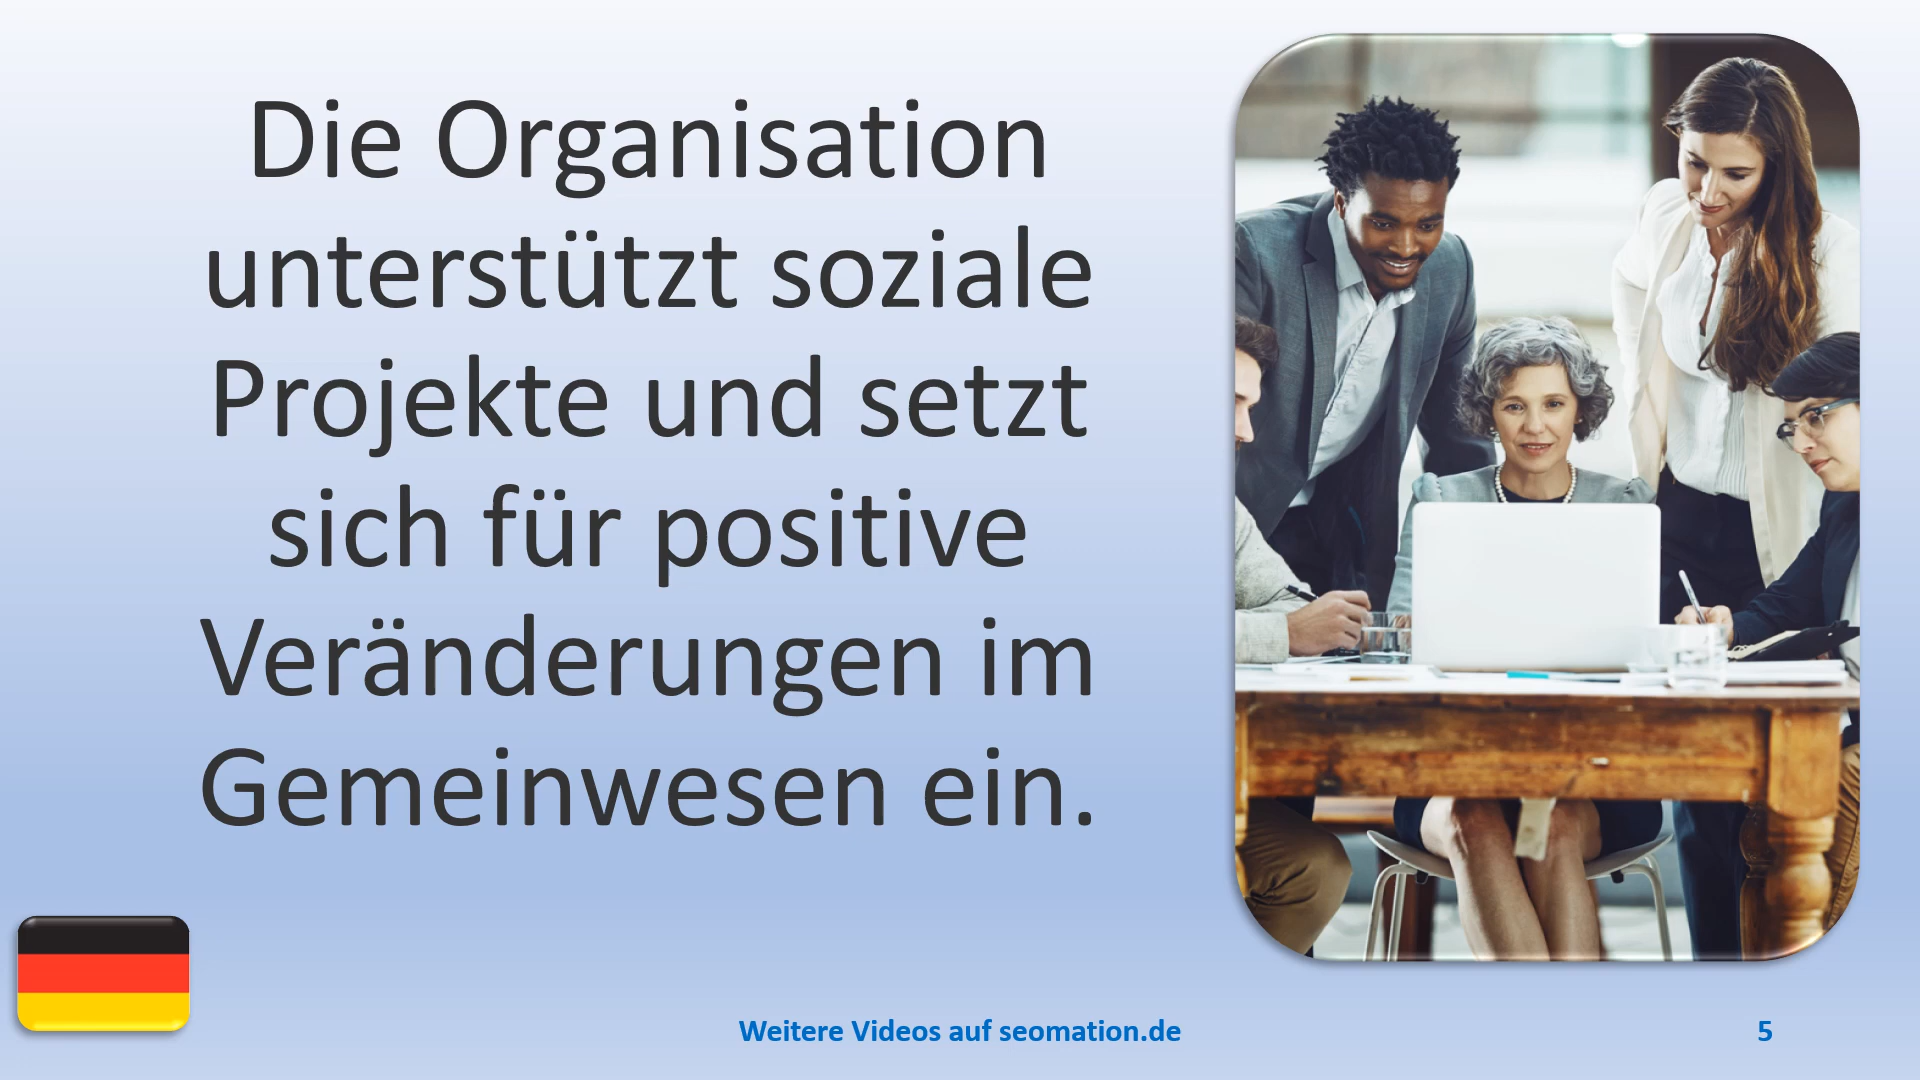 Die Organisation
unterstützt soziale
Projekte und setzt
sich für positive
Veränderungen im
Gemeinwesen ein.
Weitere Videos auf seomation.de
5